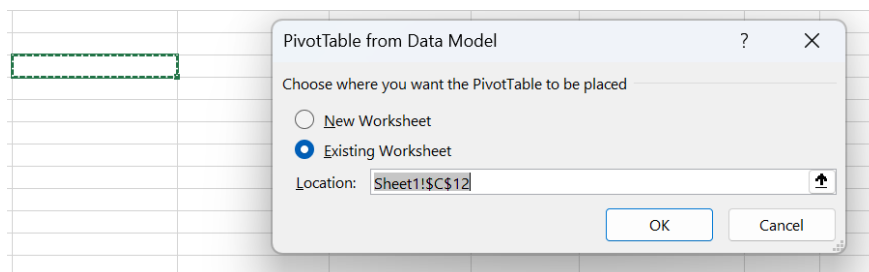 PivotTable from Data Model ?
Choose where you want the PivotTable to be placed
New Worksheet
Existing Worksheet
Location: Sheet1!$C$12
OK Cancel